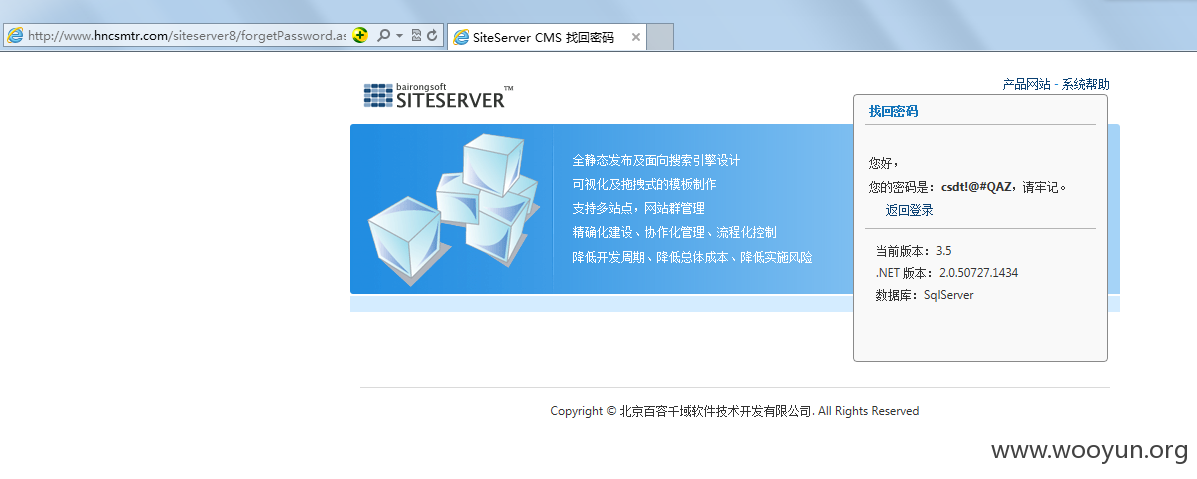 http://www.hncsmtr.com/siteserver8/forgetPassword.as
SiteServer CMS 找回密码
bairongsoft
SITESERVER™
产品网站 - 系统帮助
找回密码
全静态发布及面向搜索引擎设计
可视化及拖拽式的模板制作
支持多站点，网站群管理
精确化建设、协作化管理、流程化控制
降低开发周期、降低总体成本、降低实施风险
您好，
您的密码是：csdt!@#QAZ，请牢记。
返回登录
当前版本：3.5
.NET 版本：2.0.50727.1434
数据库：SqlServer
Copyright © 北京百容千域软件技术开发有限公司. All Rights Reserved
www.wooyun.org